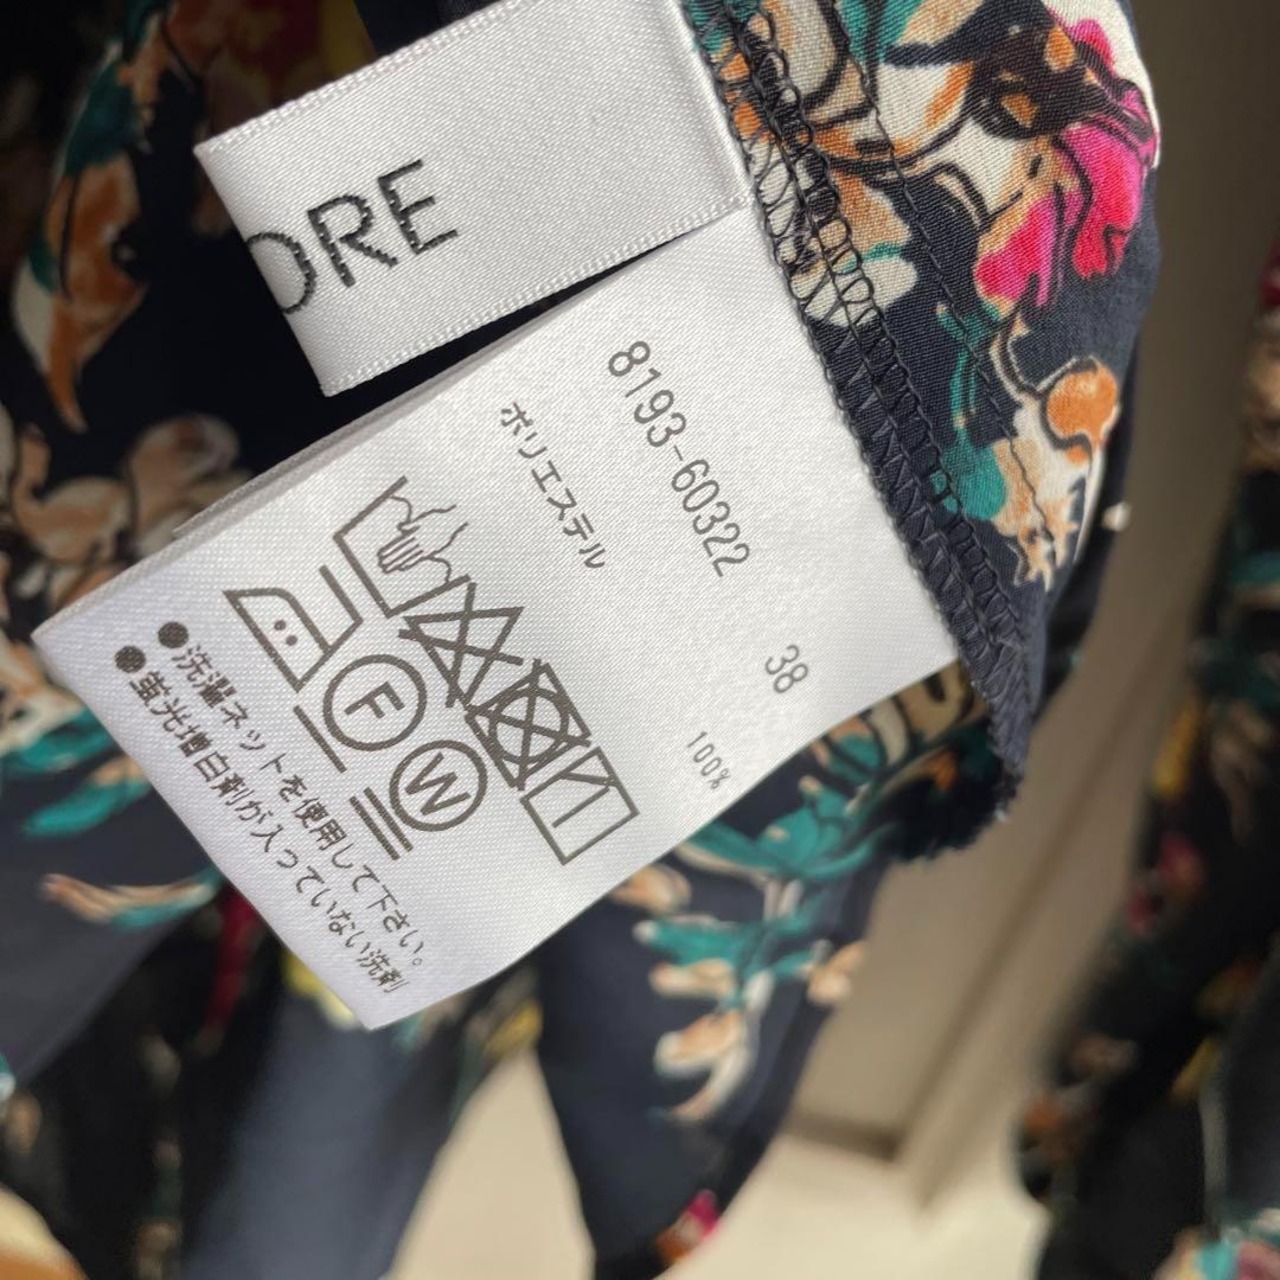 ORE
8193-60322 38
ポリエステル 100%
F
W
●洗濯ネットを使用して下さい。
●蛍光増白剤が入っていない洗剤